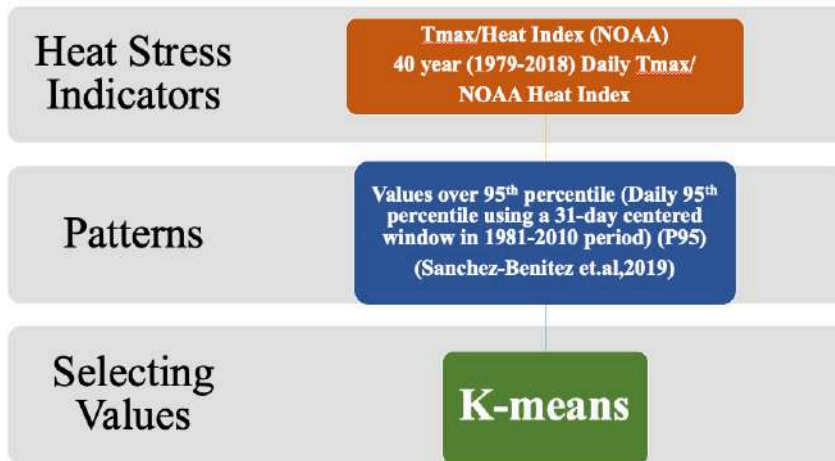 Heat Stress
Indicators
Tmax/Heat Index (NOAA)
40 year (1979-2018) Daily Tmax/
NOAA Heat Index
Patterns
Values over 95th percentile (Daily 95th
percentile using a 31-day centered
window in 1981-2010 period) (P95)
(Sanchez-Benitez et.al,2019)
Selecting
Values
K-means